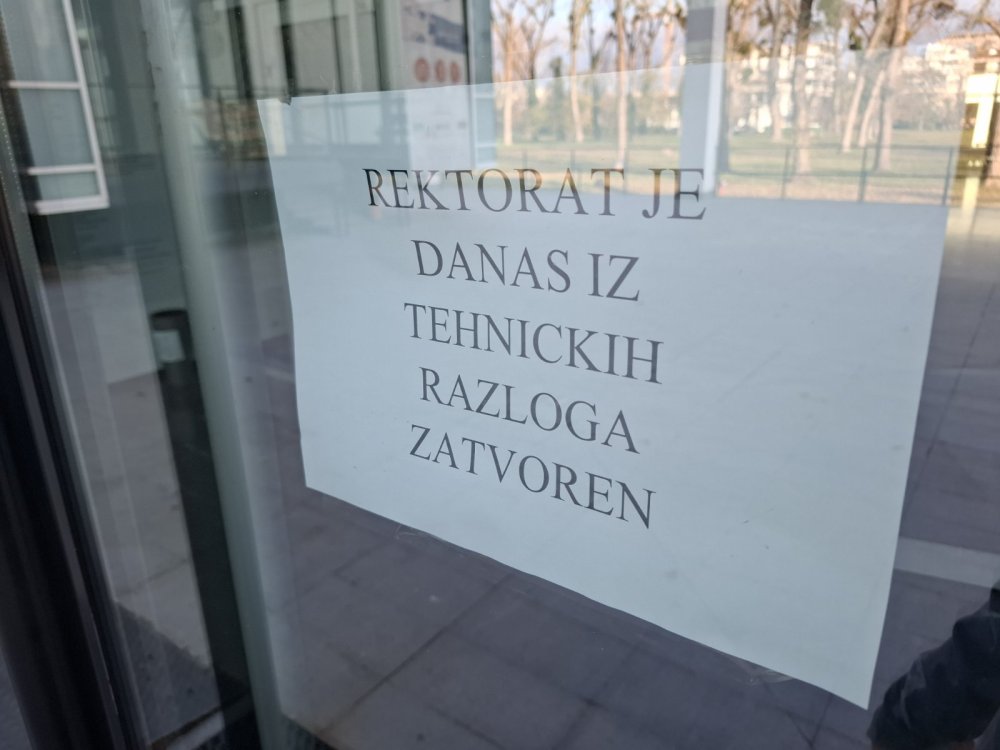 REKTORAT JE
DANAS IZ
TEHNICKIH
RAZLOGA
ZATVOREN